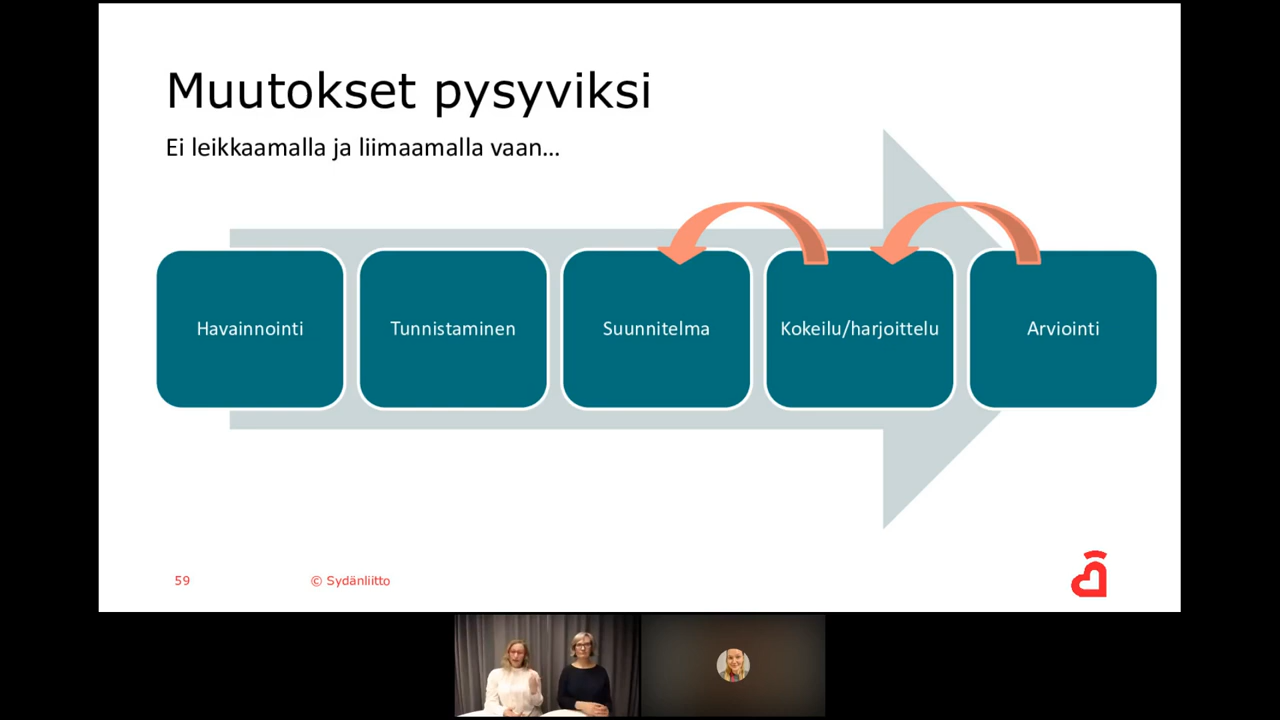 Muutokset pysyviksi
Ei leikkaamalla ja liimaamalla vaan...
Havainnointi
Tunnistaminen
Suunnitelma
Kokeilu/harjoittelu
Arviointi
59
© Sydänliitto